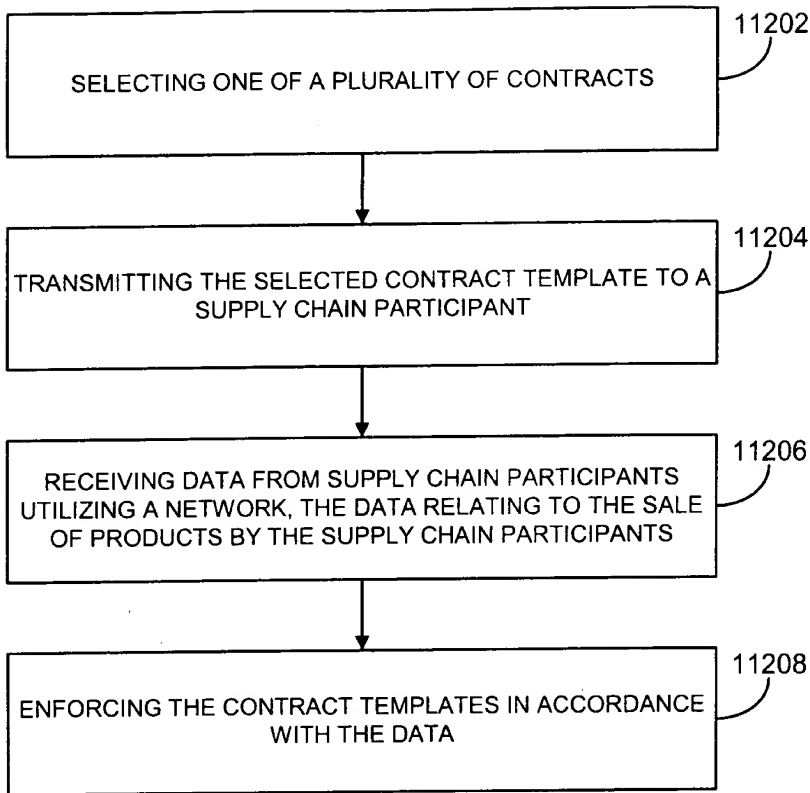 11202
SELECTING ONE OF A PLURALITY OF CONTRACTS
11204
TRANSMITTING THE SELECTED CONTRACT TEMPLATE TO A
SUPPLY CHAIN PARTICIPANT
11206
RECEIVING DATA FROM SUPPLY CHAIN PARTICIPANTS
UTILIZING A NETWORK, THE DATA RELATING TO THE SALE
OF PRODUCTS BY THE SUPPLY CHAIN PARTICIPANTS
11208
ENFORCING THE CONTRACT TEMPLATES IN ACCORDANCE
WITH THE DATA